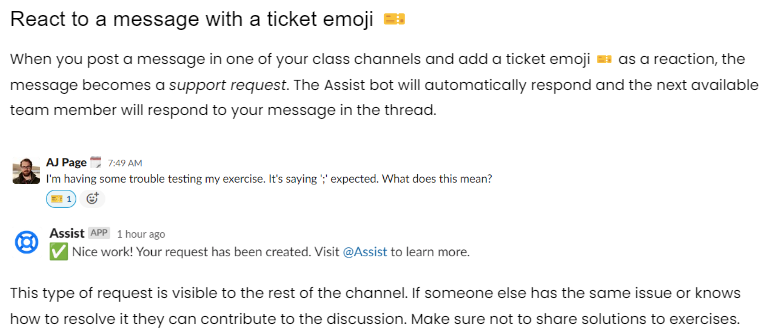 React to a message with a ticket emoji 🎫
When you post a message in one of your class channels and add a ticket emoji 🎫 as a reaction, the
message becomes a support request. The Assist bot will automatically respond and the next available
team member will respond to your message in the thread.
AJ Page 7:49 AM
I'm having some trouble testing my exercise. It's saying ';' expected. What does this mean?
🎫 1
Assist APP 1 hour ago
✅ Nice work! Your request has been created. Visit @Assist to learn more.
This type of request is visible to the rest of the channel. If someone else has the same issue or knows
how to resolve it they can contribute to the discussion. Make sure not to share solutions to exercises.